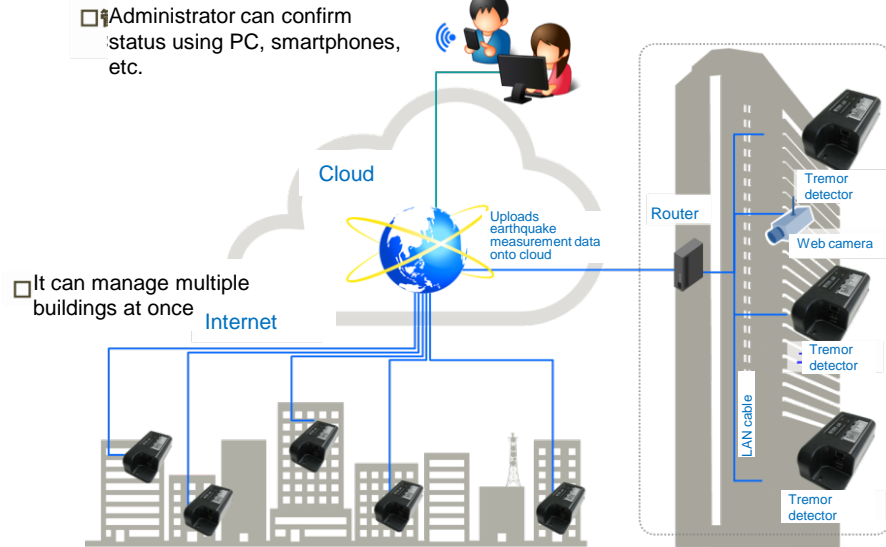 Administrator can confirm
status using PC, smartphones,
etc.
Cloud
Uploads
earthquake
measurement data
onto cloud
Router
Tremor
detector
Web camera
It can manage multiple
buildings at once
Internet
Tremor
detector
LAN cable
Tremor
detector